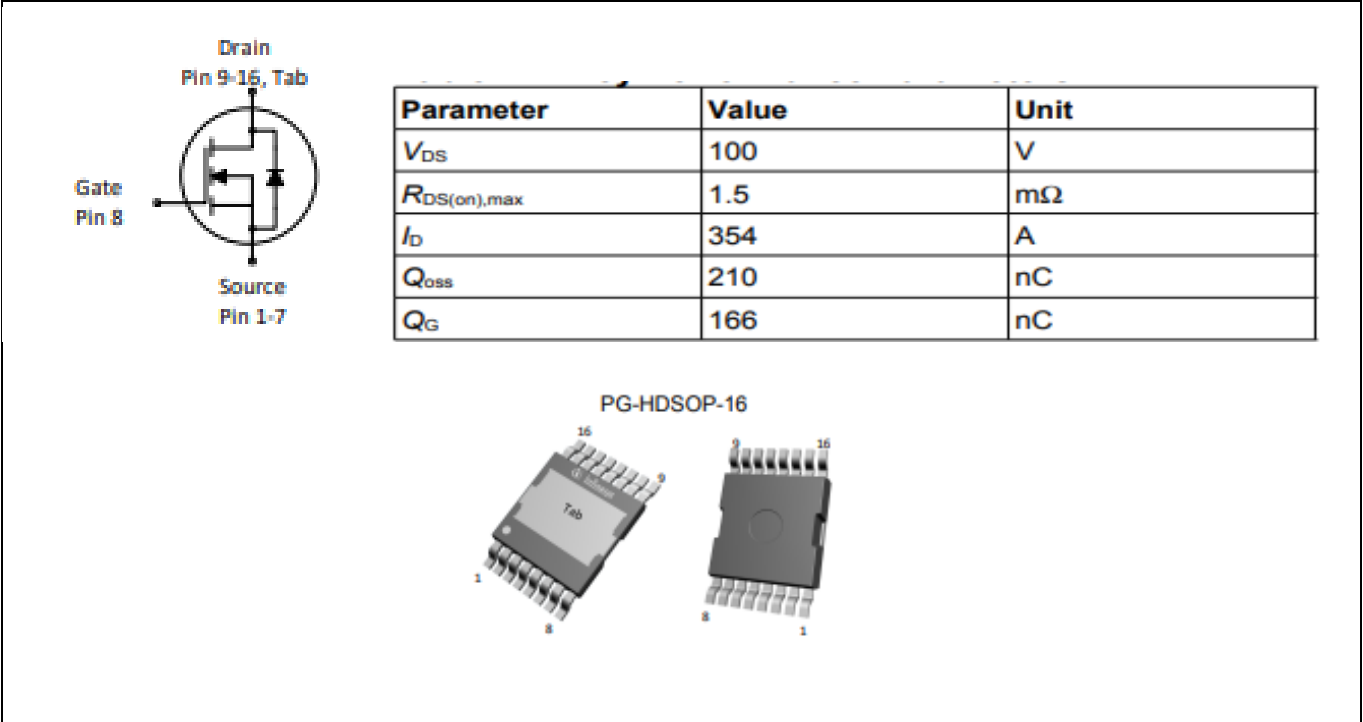 Drain
Pin 9-16, Tab
Gate
Pin 8
Source
Pin 1-7
Parameter Value Unit
VDS 100 V
RDS(on),max 1.5 mΩ
ID 354 A
Qoss 210 nC
QG 166 nC
PG-HDSOP-16
16
9
Infineon
Tab
1
8
9 16
8
1